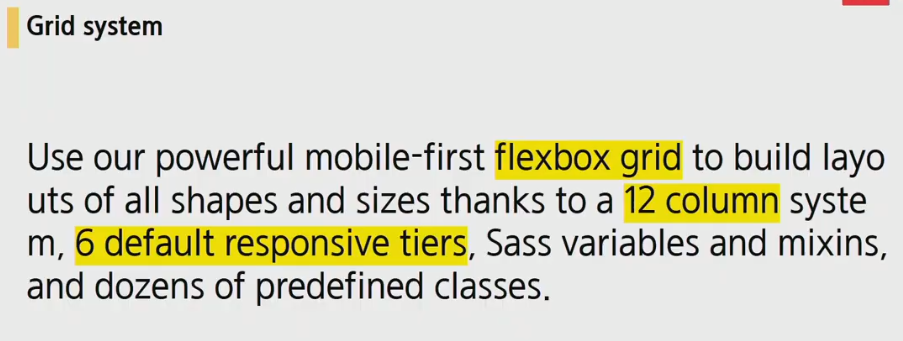 Grid system
Use our powerful mobile-first flexbox grid to build layo
uts of all shapes and sizes thanks to a 12 column syste
m, 6 default responsive tiers, Sass variables and mixins,
and dozens of predefined classes.